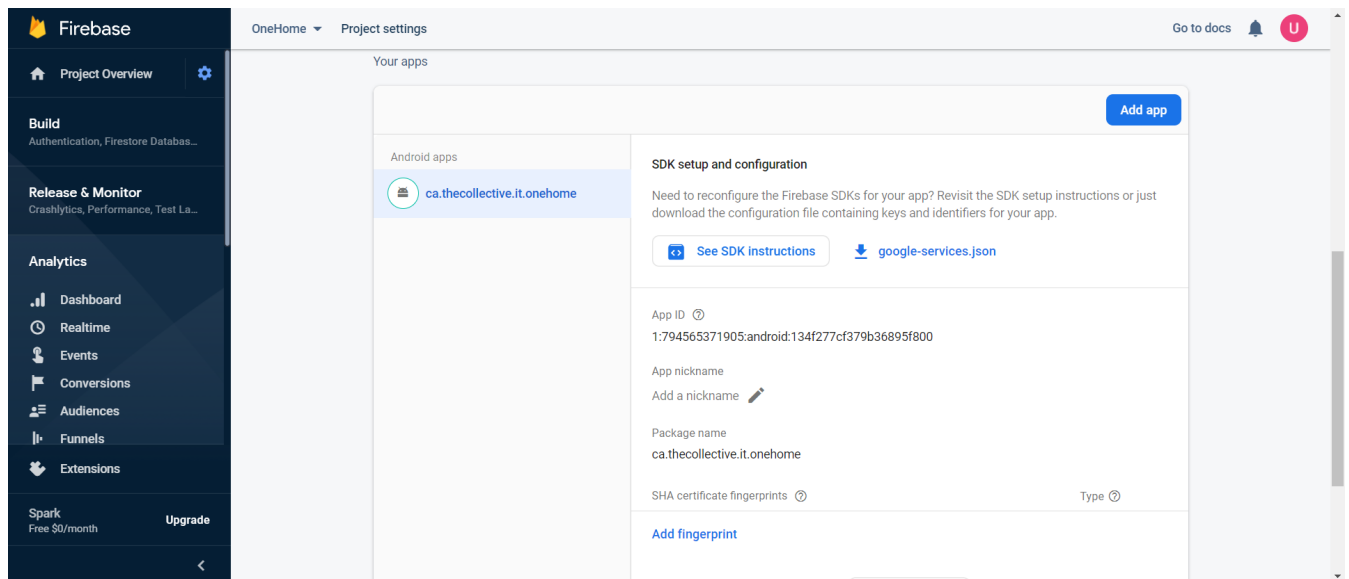 Firebase
OneHome
Project settings
Go to docs
U
Project Overview
Build
Authentication, Firestore Databas...
Release & Monitor
Crashlytics, Performance, Test La...
Analytics
Dashboard
Realtime
Events
Conversions
Audiences
Funnels
Extensions
Spark
Free $0/month
Upgrade
Your apps
Add app
Android apps
ca.thecollective.it.onehome
SDK setup and configuration
Need to reconfigure the Firebase SDKs for your app? Revisit the SDK setup instructions or just
download the configuration file containing keys and identifiers for your app.
See SDK instructions
google-services.json
App ID
1:794565371905:android:134f277cf379b36895f800
App nickname
Add a nickname
Package name
ca.thecollective.it.onehome
SHA certificate fingerprints
Type
Add fingerprint